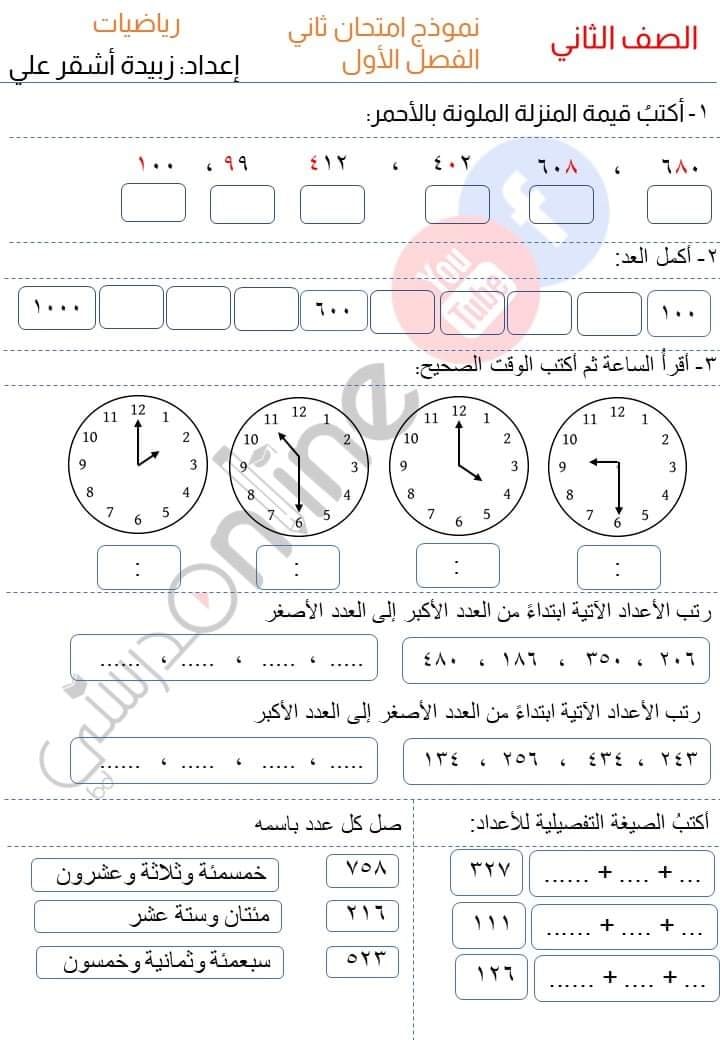 الصف الثاني
نموذج امتحان ثاني
الفصل الأول
رياضيات
إعداد: زبيدة أشقر علي
١- أكتبُ قيمة المنزلة الملونة بالأحمر:
٦٨٠ ، ٦٠٨ ٤٠٢ ، ٤١٢ ٩٩ ، ١٠٠
٢- أكمل العد:
١٠٠ ٦٠٠ ١٠٠٠
٣- أقرأُ الساعة ثم أكتب الوقت الصحيح:
12 1 2 3 4 5 6 7 8 9 10 11
12 1 2 3 4 5 6 7 8 9 10 11
12 1 2 3 4 5 6 7 8 9 10 11
12 1 2 3 4 5 6 7 8 9 10 11
: : : :
رتب الأعداد الآتية ابتداءً من العدد الأكبر إلى العدد الأصغر
٢٠٦ ، ٣٥٠ ، ١٨٦ ، ٤٨٠
..... ، ..... ، ..... ، ......
رتب الأعداد الآتية ابتداءً من العدد الأصغر إلى العدد الأكبر
٢٤٣ ، ٤٣٤ ، ٢٥٦ ، ١٣٤
..... ، ..... ، ..... ، ......
أكتبُ الصيغة التفصيلية للأعداد:
... + .... + ...... ٣٢٧
... + .... + ...... ١١١
... + .... + ...... ١٢٦
صل كل عدد باسمه
٧٥٨ خمسمئة وثلاثة وعشرون
٢١٦ مئتان وستة عشر
٥٢٣ سبعمئة وثمانية وخمسون
f
You
Tube
مدرستي
Online